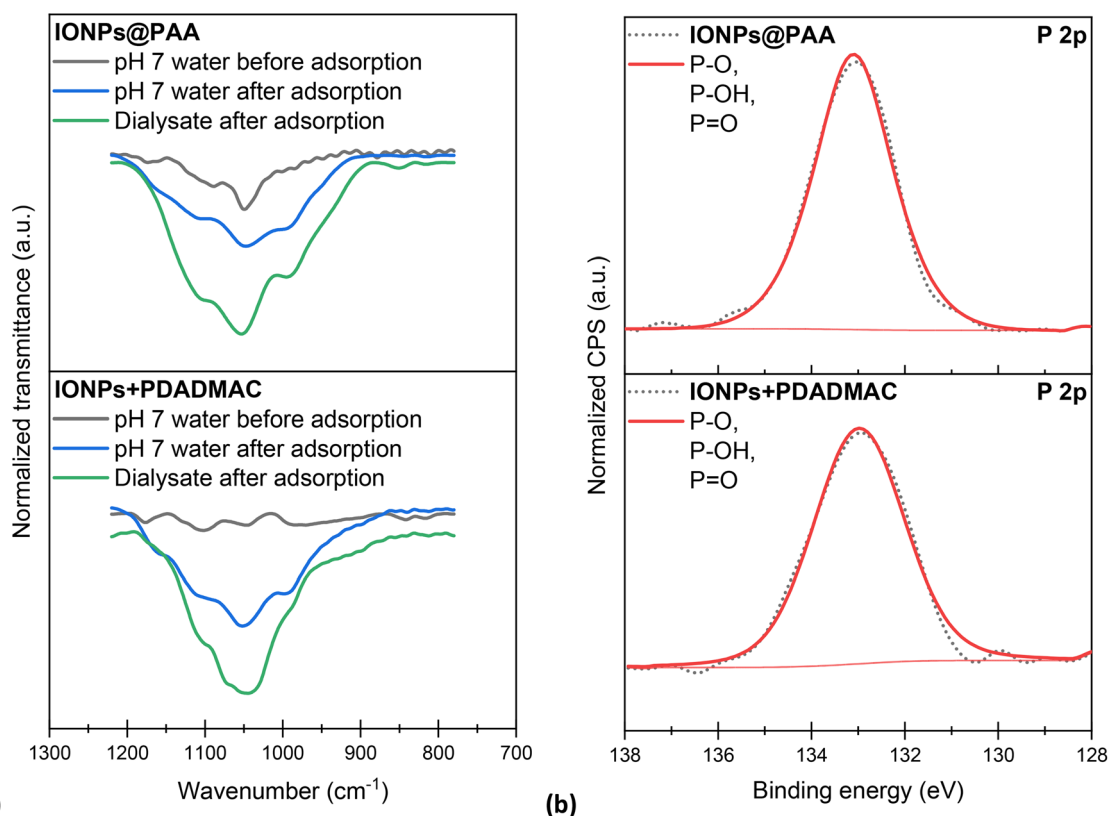 IONPs@PAA
pH 7 water before adsorption
pH 7 water after adsorption
Dialysate after adsorption
IONPs+PDADMAC
pH 7 water before adsorption
pH 7 water after adsorption
Dialysate after adsorption
Normalized transmittance (a.u.)
1300 1200 1100 1000 900 800 700
Wavenumber (cm⁻¹)
)
(b)
IONPs@PAA P 2p
P-O,
P-OH,
P=O
IONPs+PDADMAC P 2p
P-O,
P-OH,
P=O
Normalized CPS (a.u.)
138 136 134 132 130 128
Binding energy (eV)